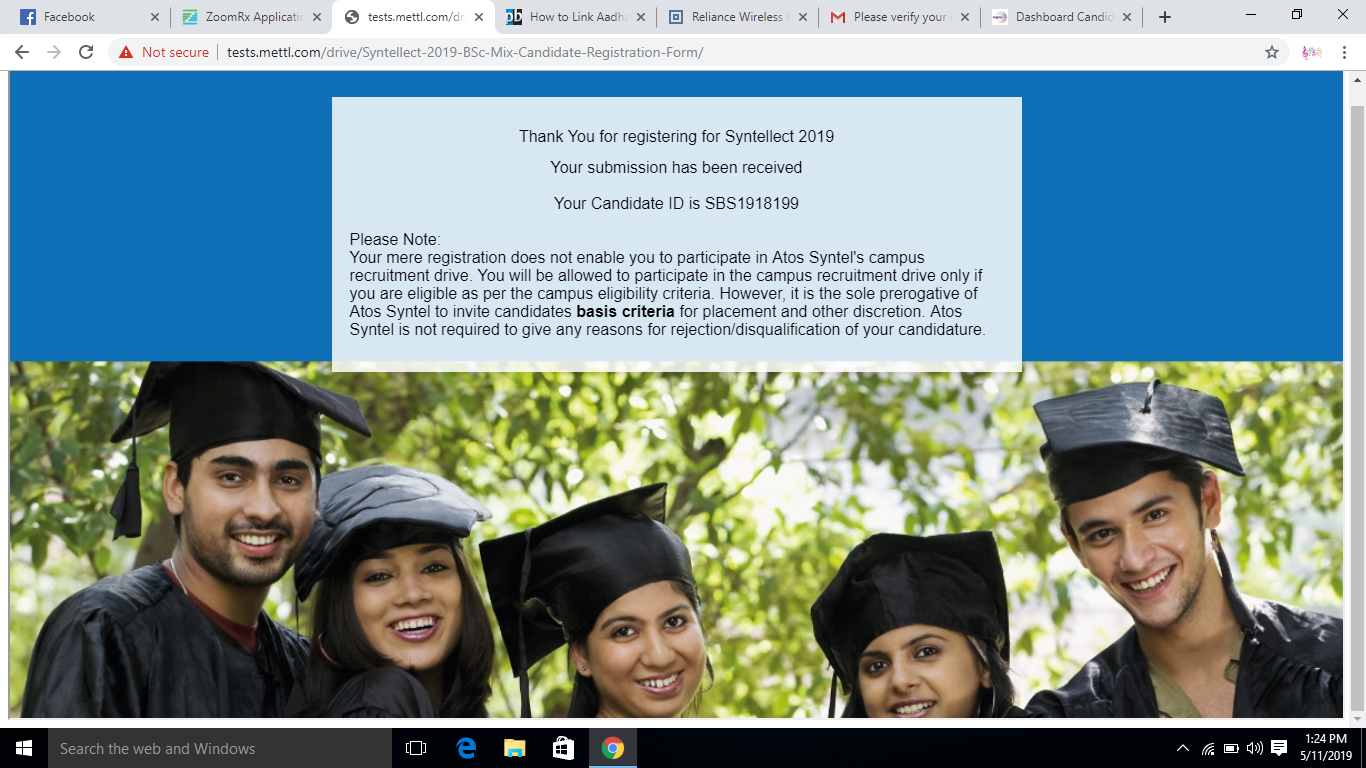 Facebook
ZoomRx Applicatio
tests.mettl.com/dr
How to Link Aadha
Reliance Wireless
Please verify your
Dashboard Candid
Not secure
tests.mettl.com/drive/Syntellect-2019-BSc-Mix-Candidate-Registration-Form/
Thank You for registering for Syntellect 2019
Your submission has been received
Your Candidate ID is SBS1918199
Please Note:
Your mere registration does not enable you to participate in Atos Syntel's campus
recruitment drive. You will be allowed to participate in the campus recruitment drive only if
you are eligible as per the campus eligibility criteria. However, it is the sole prerogative of
Atos Syntel to invite candidates basis criteria for placement and other discretion. Atos
Syntel is not required to give any reasons for rejection/disqualification of your candidature.
Search the web and Windows
1:24 PM
5/11/2019